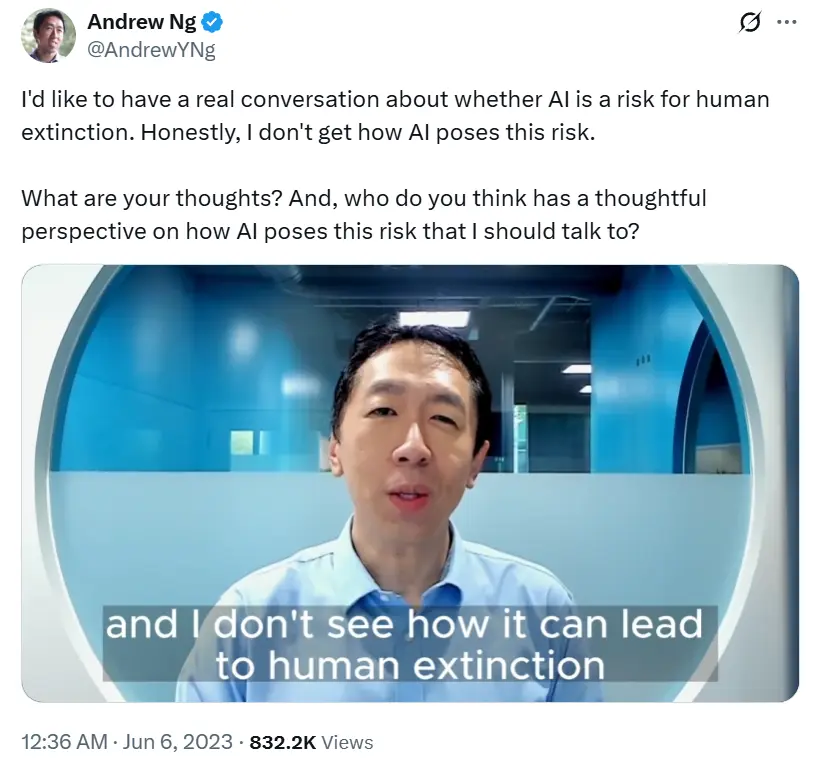 Andrew Ng
@AndrewYNg
I'd like to have a real conversation about whether AI is a risk for human
extinction. Honestly, I don't get how AI poses this risk.
What are your thoughts? And, who do you think has a thoughtful
perspective on how AI poses this risk that I should talk to?
and I don't see how it can lead
to human extinction
12:36 AM · Jun 6, 2023 · 832.2K Views